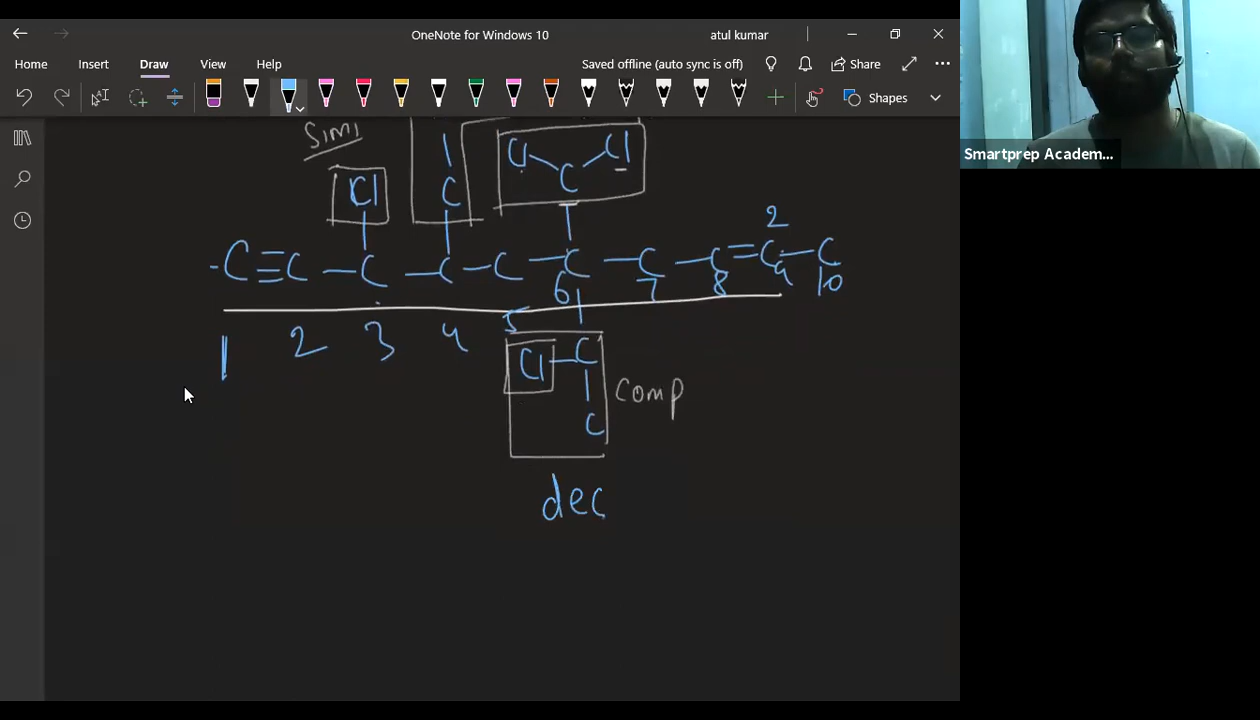 OneNote for Windows 10
atul kumar
Home Insert Draw View Help
Saved offline (auto sync is off)
Share
Shapes
Simi
Cl C Cl Cl
C
2
C≡C—C—C—C—C—C—C=C—C
6 7 8 9 10
1 2 3 4 5
Cl—C
comp
C
dec
Smartprep Academ...